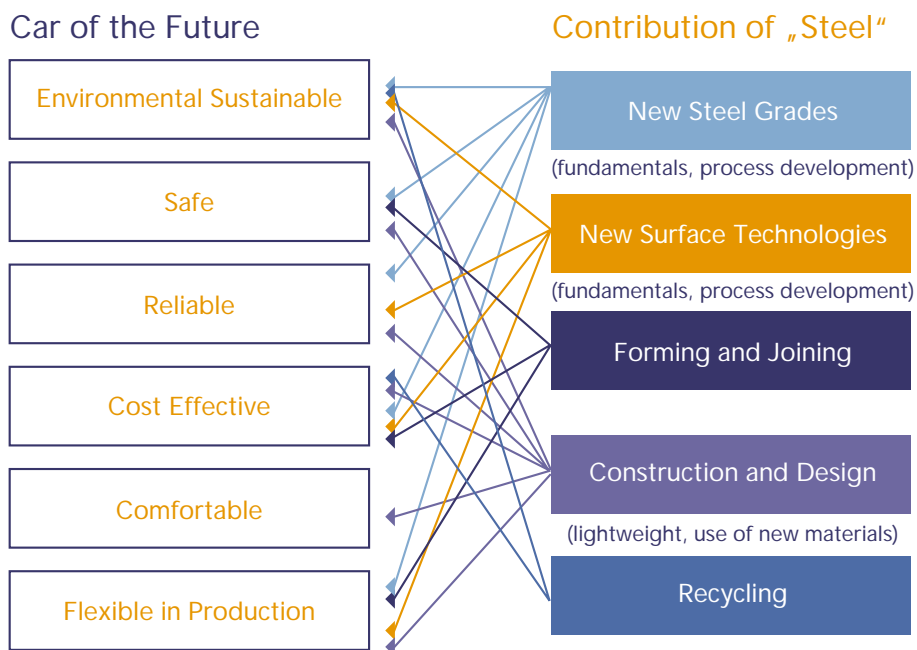 Car of the Future
Environmental Sustainable
Safe
Reliable
Cost Effective
Comfortable
Flexible in Production
Contribution of „Steel“
New Steel Grades
(fundamentals, process development)
New Surface Technologies
(fundamentals, process development)
Forming and Joining
Construction and Design
(lightweight, use of new materials)
Recycling